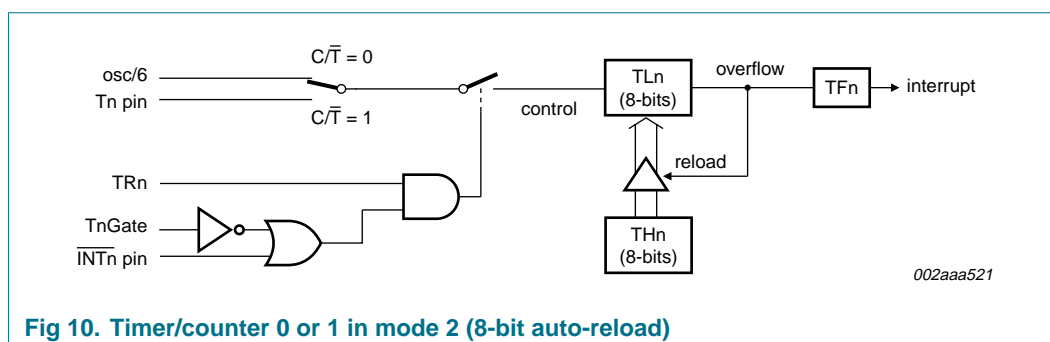 C/T̅ = 0
osc/6
Tn pin
C/T̅ = 1
control
TLn
(8-bits)
overflow
TFn
interrupt
reload
TRn
TnGate
I̅N̅T̅n̅ pin
THn
(8-bits)
002aaa521
Fig 10. Timer/counter 0 or 1 in mode 2 (8-bit auto-reload)